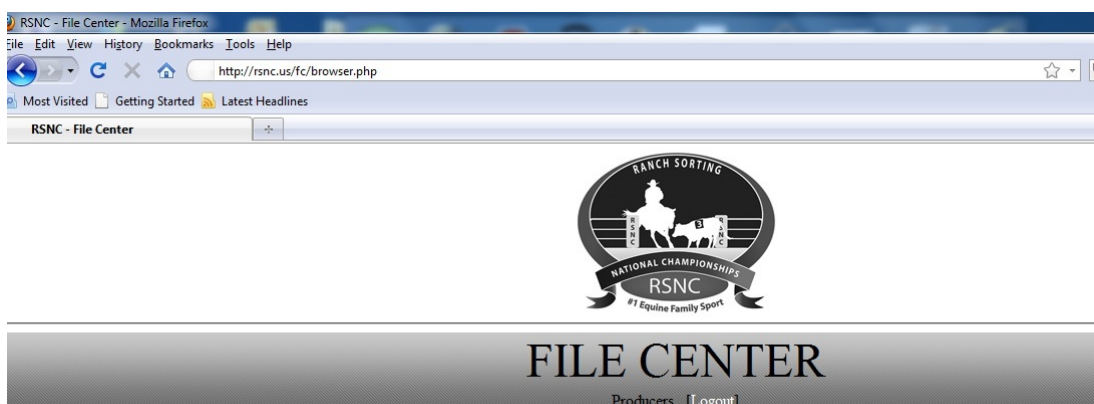 RSNC - File Center - Mozilla Firefox
File Edit View History Bookmarks Tools Help
http://rsnc.us/fc/browser.php
Most Visited Getting Started Latest Headlines
RSNC - File Center
RANCH SORTING
RSNC 3 RSNC
NATIONAL CHAMPIONSHIPS
RSNC
#1 Equine Family Sport
FILE CENTER
Producers [Logout]